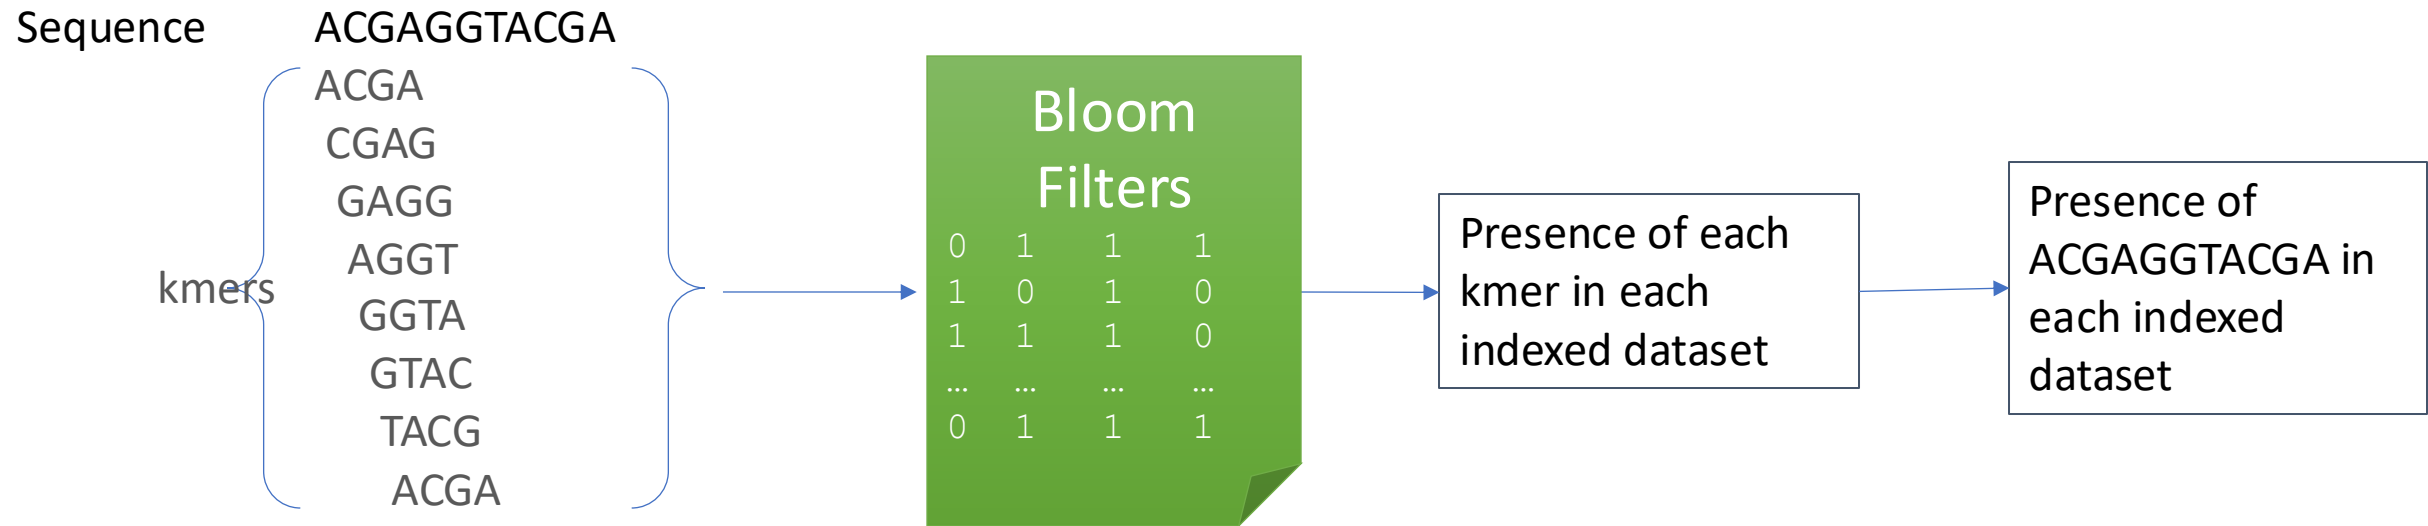 Sequence ACGAGGTACGA
kmers
ACGA
CGAG
GAGG
AGGT
GGTA
GTAC
TACG
ACGA
Bloom
Filters
0 1 1 1
1 0 1 0
1 1 1 0
... ... ... ...
0 1 1 1
Presence of each
kmer in each
indexed dataset
Presence of
ACGAGGTACGA in
each indexed
dataset